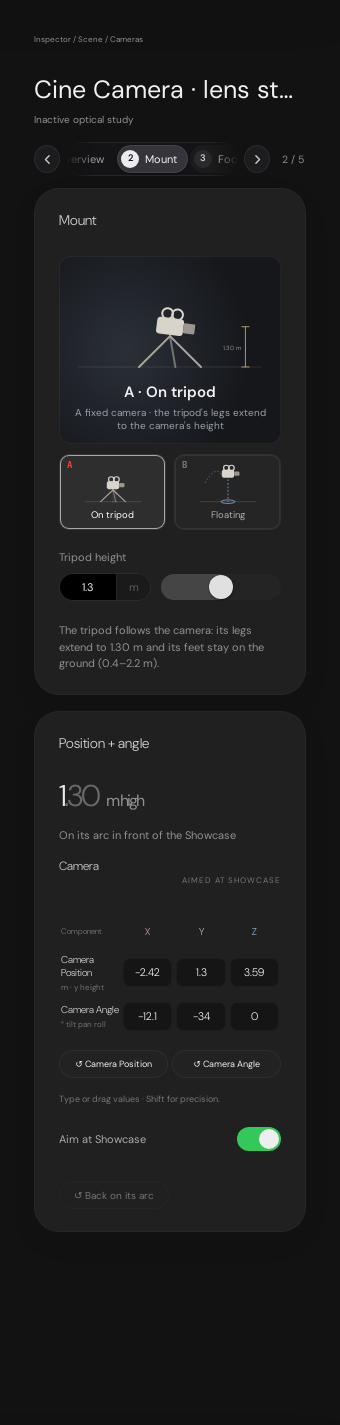 Inspector / Scene / Cameras
Cine Camera · lens st...
Inactive optical study
erview 2 Mount 3 Foc 2 / 5
Mount
1.30 m
A · On tripod
A fixed camera · the tripod's legs extend
to the camera's height
A B
On tripod Floating
Tripod height
1.3 m
The tripod follows the camera: its legs
extend to 1.30 m and its feet stay on the
ground (0.4–2.2 m).
Position + angle
1.30 m high
On its arc in front of the Showcase
Camera
AIMED AT SHOWCASE
Component X Y Z
Camera
Position
m · y height
-2.42 1.3 3.59
Camera Angle
° tilt pan roll
-12.1 -34 0
↺ Camera Position ↺ Camera Angle
Type or drag values · Shift for precision.
Aim at Showcase
↺ Back on its arc